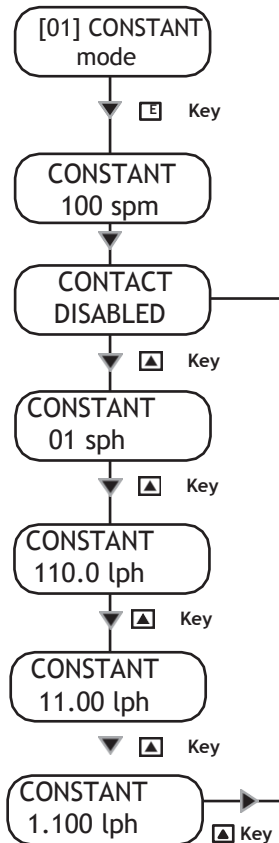 [01] CONSTANT
mode
E Key
CONSTANT
100 spm
CONTACT
DISABLED
Key
CONSTANT
01 sph
Key
CONSTANT
110.0 lph
Key
CONSTANT
11.00 lph
Key
CONSTANT
1.100 lph
Key